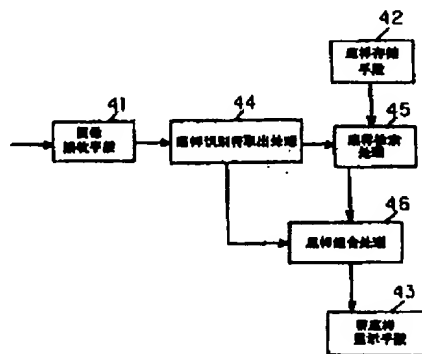 41
图像
接收手段
44
底样识别符取出处理
42
底样存储
手段
45
底样检索
处理
46
底样组合处理
43
着底样
显示手段